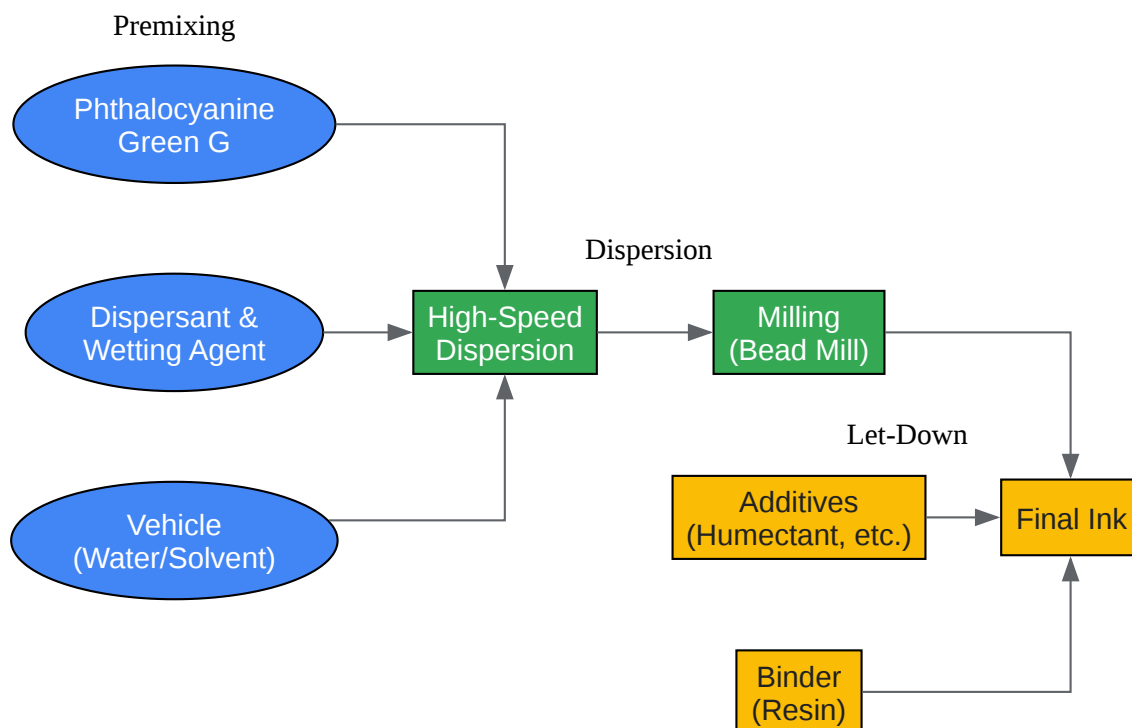 Premixing
Phthalocyanine
Green G
Dispersion
Dispersant &
Wetting Agent
High-Speed
Dispersion
Milling
(Bead Mill)
Let-Down
Vehicle
(Water/Solvent)
Additives
(Humectant, etc.)
Final Ink
Binder
(Resin)